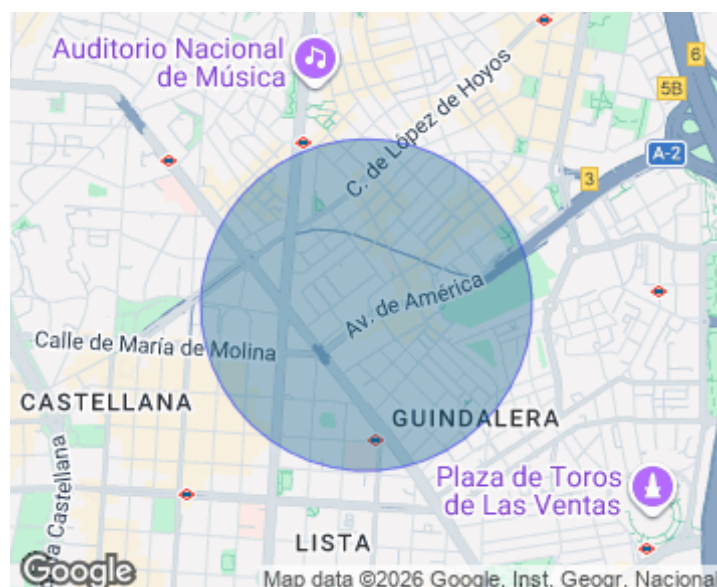 Auditorio Nacional
de Música
6
5B
C. de López de Hoyos
A-2
3
Av. de América
Calle de María de Molina
CASTELLANA
GUINDALERA
Plaza de Toros
de Las Ventas
Castellana
LISTA
Google
Map data ©2026 Google, Inst. Geogr. Nacional